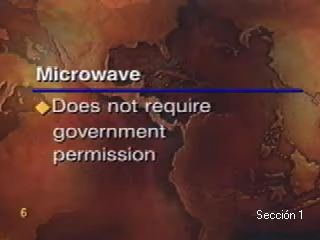 Microwave
Does not require
government
permission
6
Sección 1